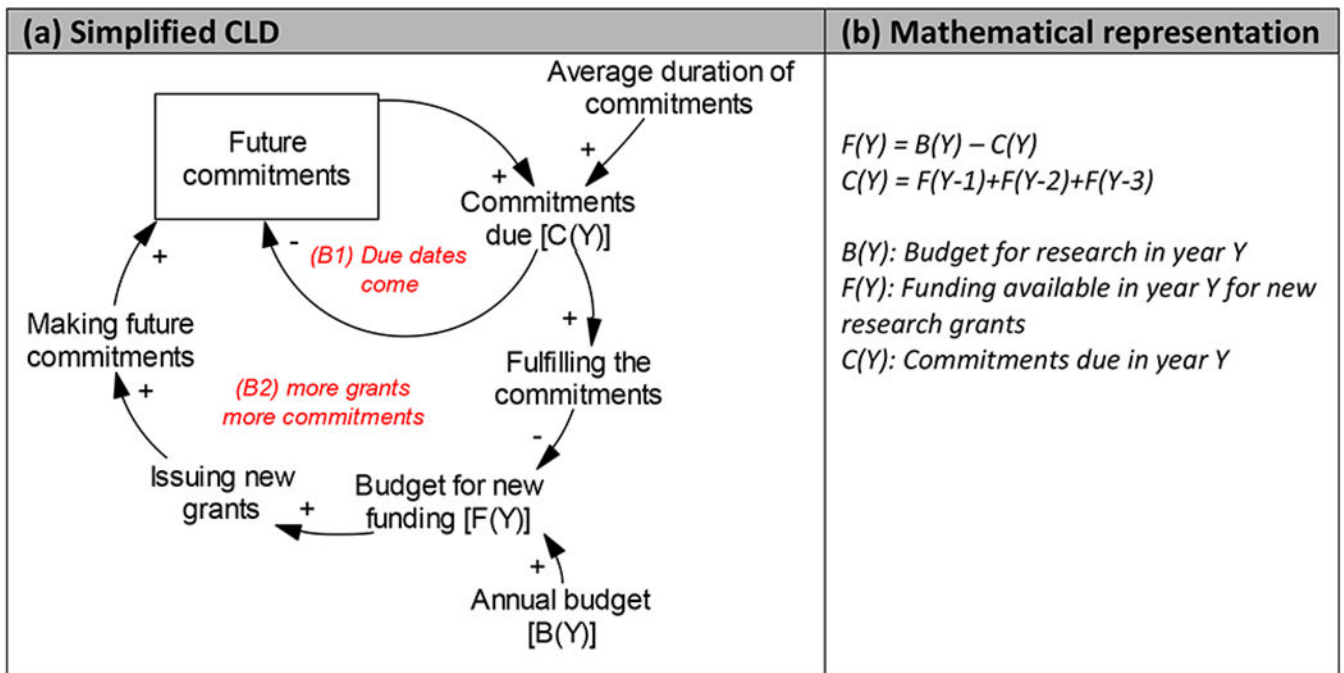 (a) Simplified CLD
Average duration of
commitments
Future
commitments
+
+
Commitments
due [C(Y)]
-
(B1) Due dates
come
+
Making future
commitments
+
Fulfilling the
commitments
+
(B2) more grants
more commitments
-
Issuing new
grants
+
Budget for new
funding [F(Y)]
+
Annual budget
[B(Y)]
(b) Mathematical representation
F(Y) = B(Y) – C(Y)
C(Y) = F(Y-1)+F(Y-2)+F(Y-3)
B(Y): Budget for research in year Y
F(Y): Funding available in year Y for new
research grants
C(Y): Commitments due in year Y